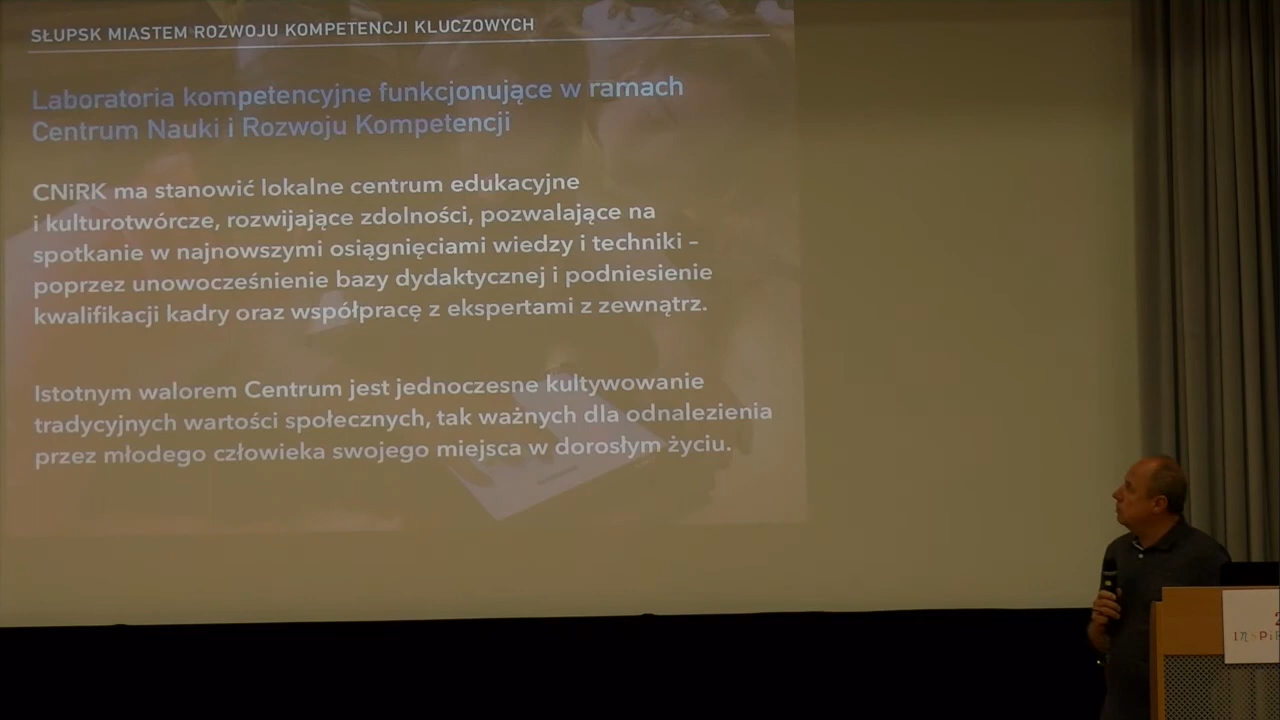 SŁUPSK MIASTEM ROZWOJU KOMPETENCJI KLUCZOWYCH
Laboratoria kompetencyjne funkcjonujące w ramach
Centrum Nauki i Rozwoju Kompetencji
CNiRK ma stanowić lokalne centrum edukacyjne
i kulturotwórcze, rozwijające zdolności, pozwalające na
spotkanie w najnowszymi osiągnięciami wiedzy i techniki –
poprzez unowocześnienie bazy dydaktycznej i podniesienie
kwalifikacji kadry oraz współpracę z ekspertami z zewnątrz.
Istotnym walorem Centrum jest jednoczesne kultywowanie
tradycyjnych wartości społecznych, tak ważnych dla odnalezienia
przez młodego człowieka swojego miejsca w dorosłym życiu.